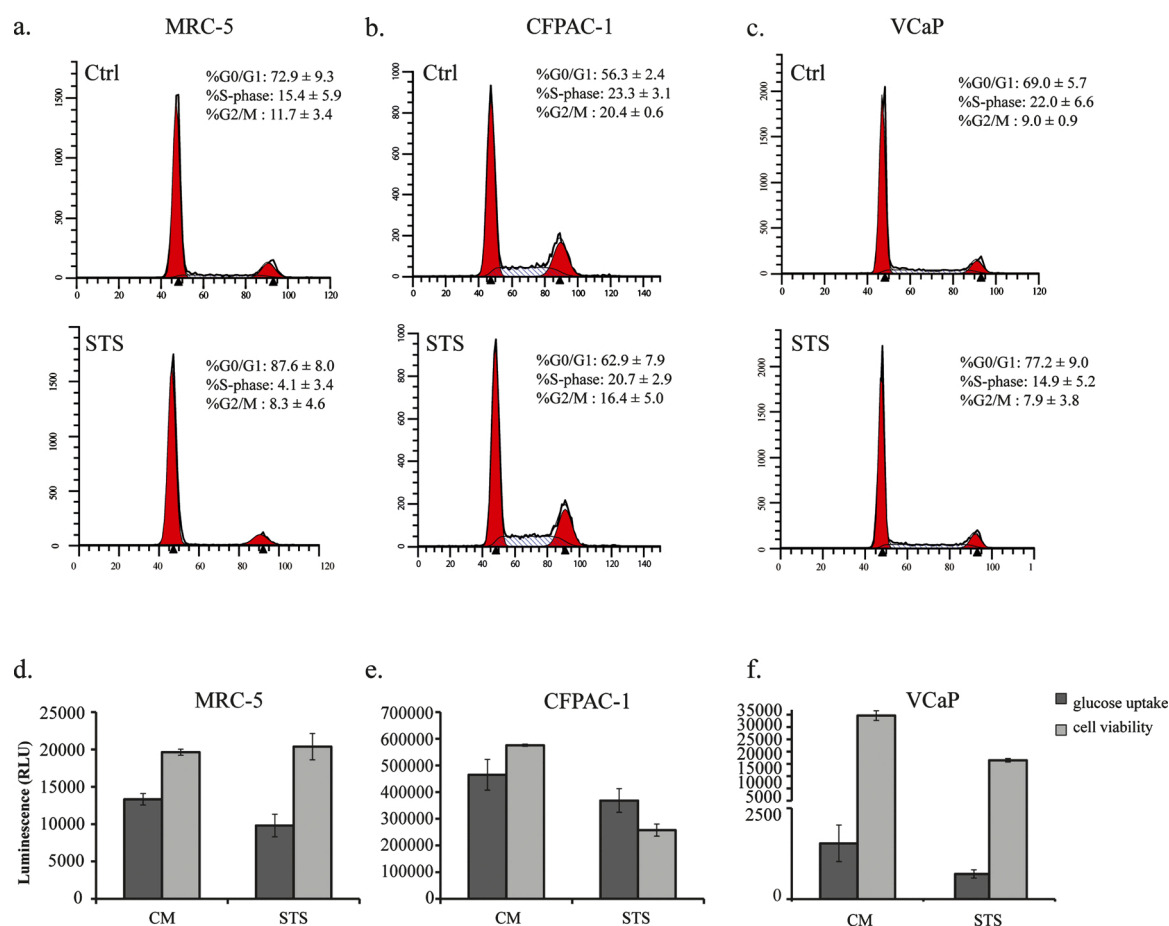 a.
MRC-5
b.
CFPAC-1
c.
VCaP
Ctrl
%G0/G1: 72.9 ± 9.3
%S-phase: 15.4 ± 5.9
%G2/M : 11.7 ± 3.4
1500
1000
500
0
0 20 40 60 80 100 120
Ctrl
%G0/G1: 56.3 ± 2.4
%S-phase: 23.3 ± 3.1
%G2/M : 20.4 ± 0.6
1000
800
600
400
200
0
0 20 40 60 80 100 120 140
Ctrl
%G0/G1: 69.0 ± 5.7
%S-phase: 22.0 ± 6.6
%G2/M : 9.0 ± 0.9
2000
1500
1000
500
0
0 20 40 60 80 100 120
STS
%G0/G1: 87.6 ± 8.0
%S-phase: 4.1 ± 3.4
%G2/M : 8.3 ± 4.6
1500
1000
500
0
0 20 40 60 80 100 120
STS
%G0/G1: 62.9 ± 7.9
%S-phase: 20.7 ± 2.9
%G2/M : 16.4 ± 5.0
1000
800
600
400
200
0
0 20 40 60 80 100 120 140
STS
%G0/G1: 77.2 ± 9.0
%S-phase: 14.9 ± 5.2
%G2/M : 7.9 ± 3.8
2000
1500
1000
500
0
0 20 40 60 80 100 1
d.
MRC-5
Luminescence (RLU)
25000
20000
15000
10000
5000
0
CM STS
e.
CFPAC-1
700000
600000
500000
400000
300000
200000
100000
0
CM STS
f.
VCaP
35000
30000
25000
20000
15000
10000
5000
2500
0
CM STS
glucose uptake
cell viability